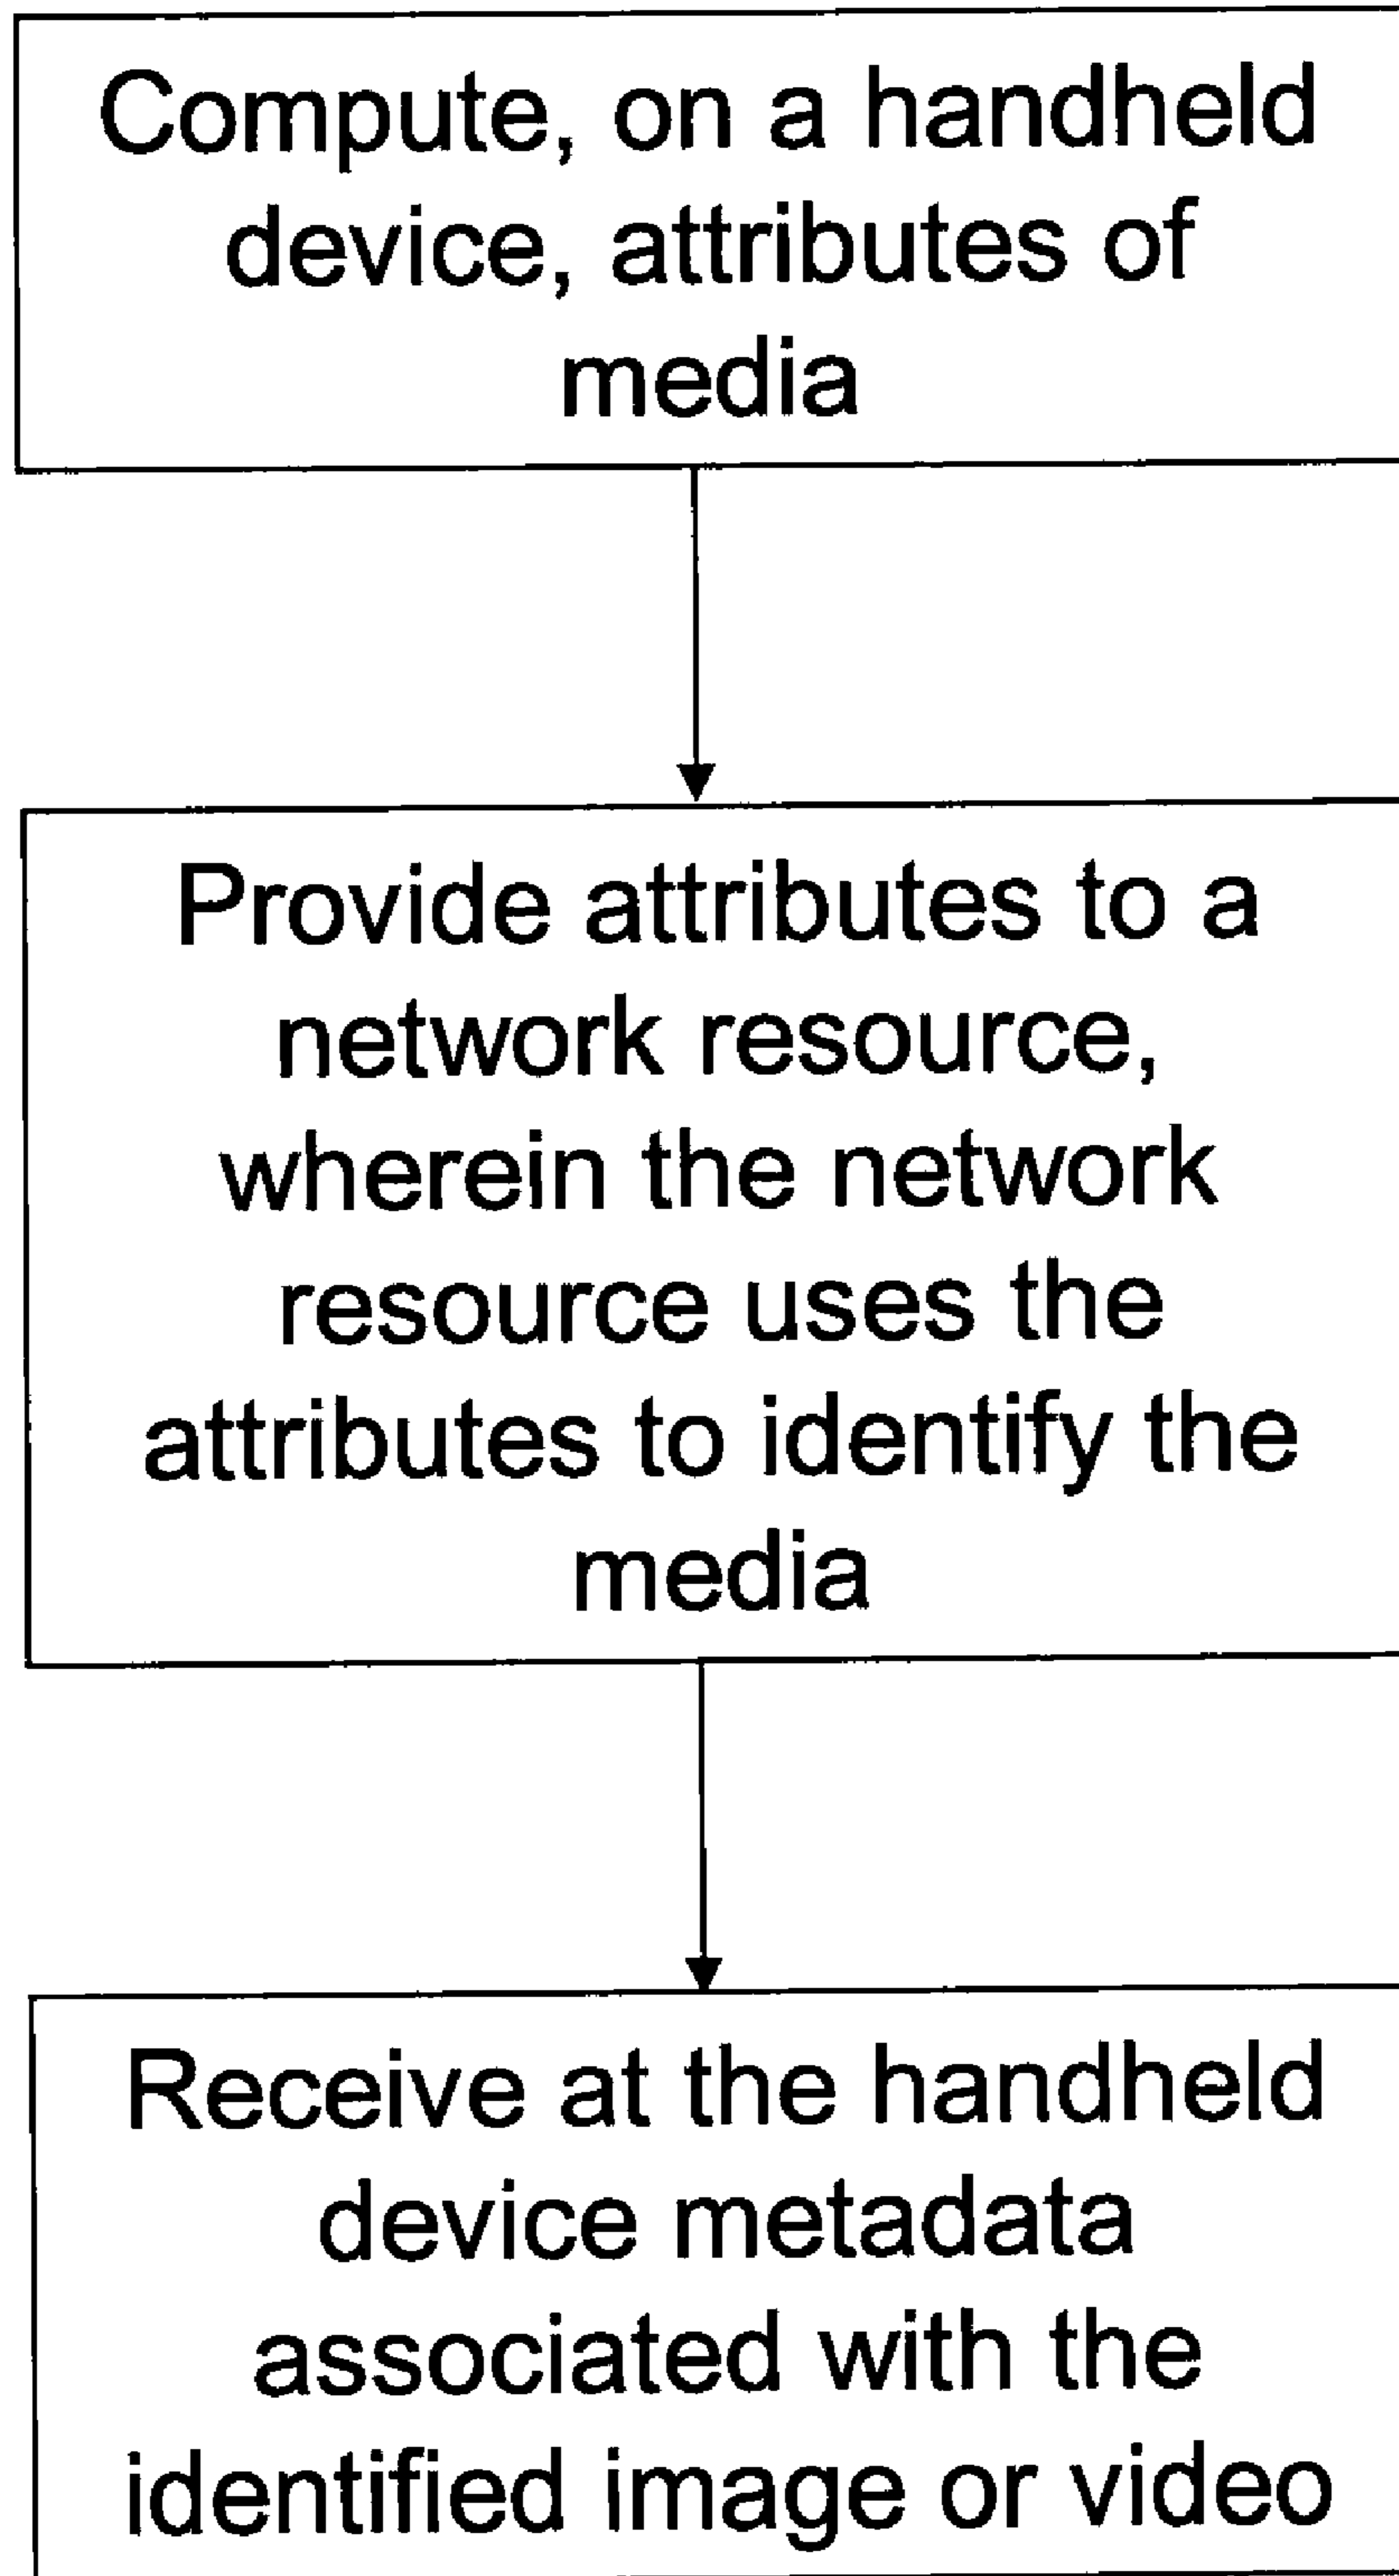 Compute, on a handheld
device, attributes of
media
Provide attributes to a
network resource,
wherein the network
resource uses the
attributes to identify the
media
Receive at the handheld
device metadata
associated with the
identified image or video